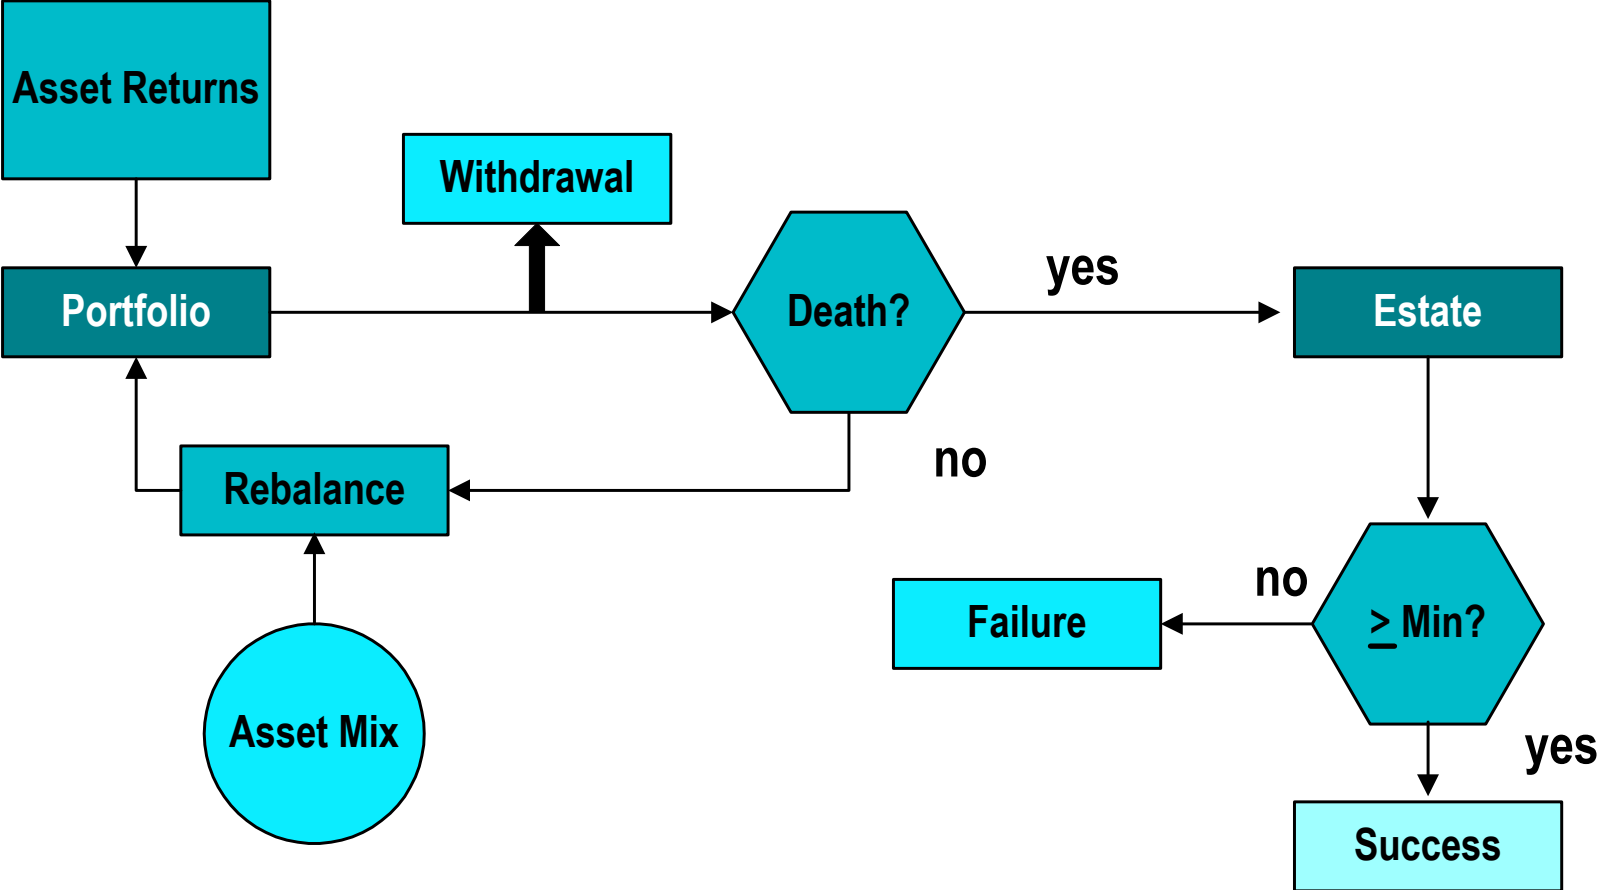 Asset Returns
Withdrawal
Portfolio
Death?
yes
Estate
no
Rebalance
Failure
no
≥ Min?
Asset Mix
yes
Success